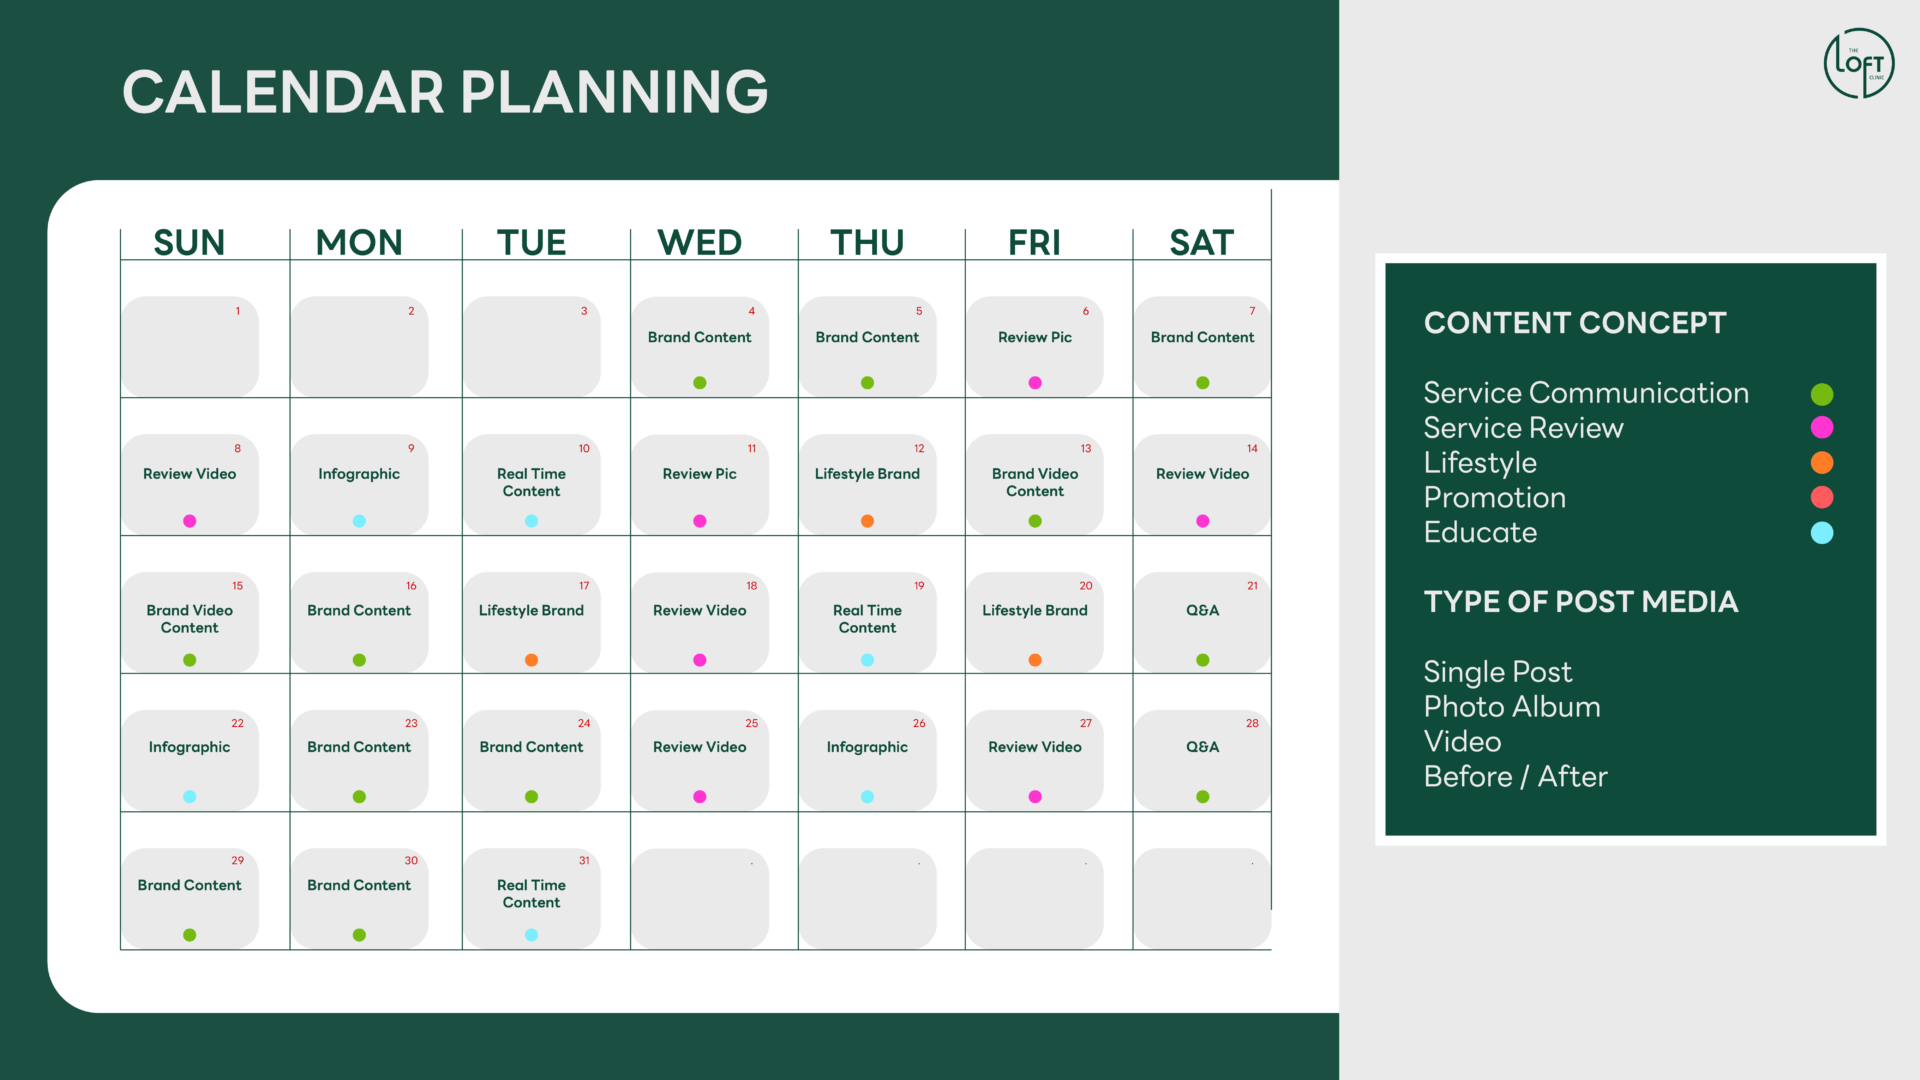 CALENDAR PLANNING
THE
LOFT
CLINIC
SUN MON TUE WED THU FRI SAT
1 2 3 4 5 6 7
Brand Content Brand Content Review Pic Brand Content
8 9 10 11 12 13 14
Review Video Infographic Real Time Review Pic Lifestyle Brand Brand Video Review Video
Content Content
15 16 17 18 19 20 21
Brand Video Brand Content Lifestyle Brand Review Video Real Time Lifestyle Brand Q&A
Content Content
22 23 24 25 26 27 28
Infographic Brand Content Brand Content Review Video Infographic Review Video Q&A
29 30 31 . . . .
Brand Content Brand Content Real Time
Content
CONTENT CONCEPT
Service Communication
Service Review
Lifestyle
Promotion
Educate
TYPE OF POST MEDIA
Single Post
Photo Album
Video
Before / After